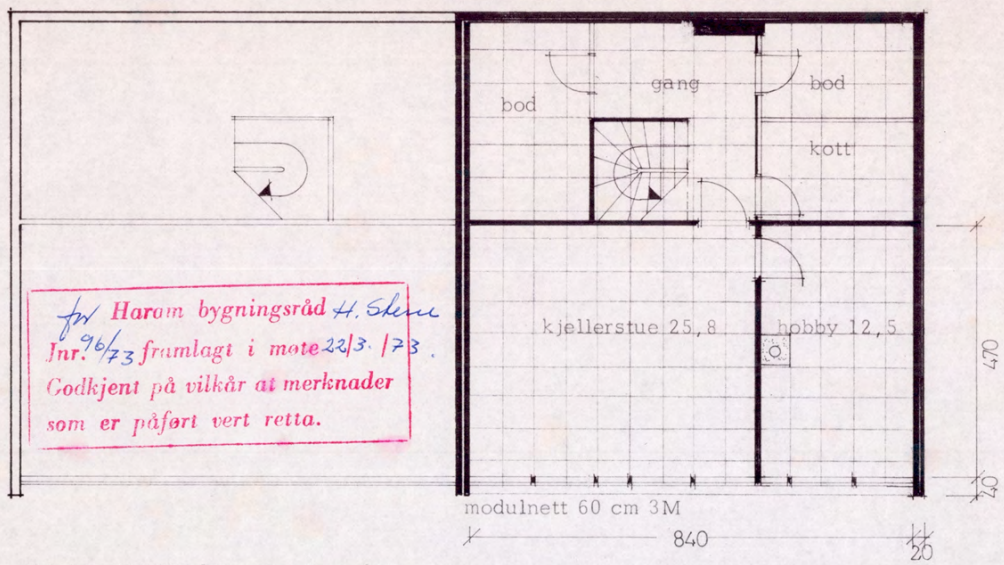 gang
bod
bod
kott
for Haram bygningsråd H. Stene
Jnr. 96/73 framlagt i møte 22/3. /73.
Godkjent på vilkår at merknader
som er påført vert retta.
kjellerstue 25,8
hobby 12,5
470
40
modulnett 60 cm 3M
840
20